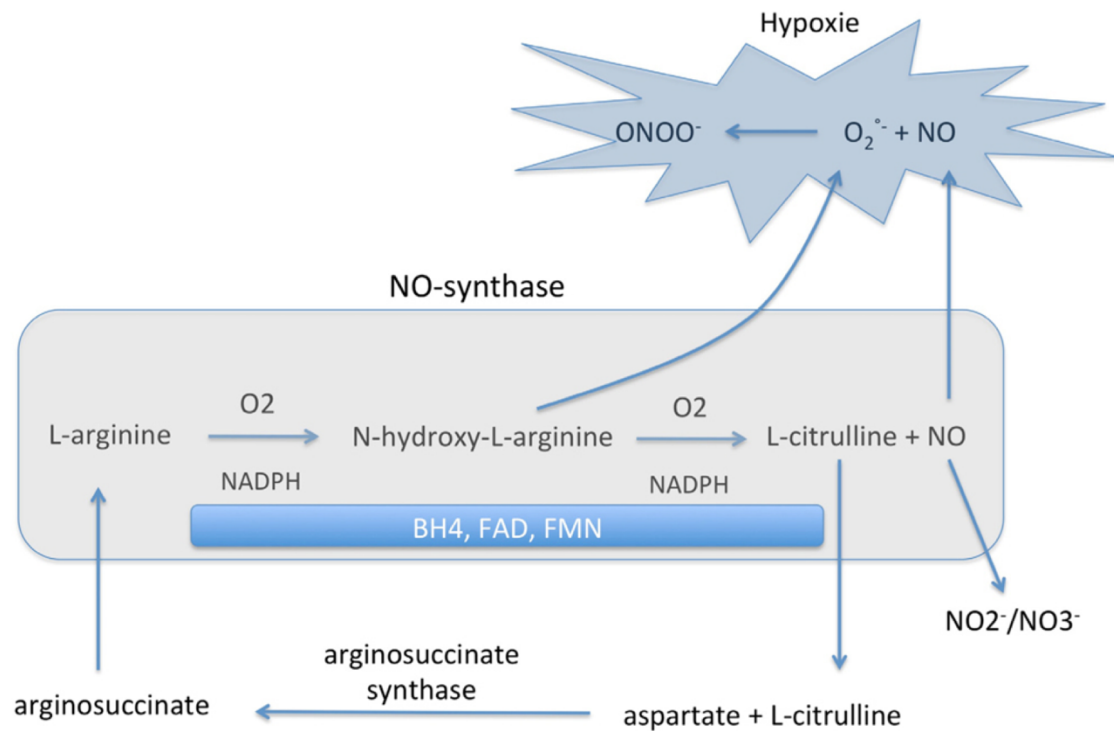 Hypoxie
ONOO⁻
O₂°⁻ + NO
NO-synthase
O2
O2
L-arginine
N-hydroxy-L-arginine
L-citrulline + NO
NADPH
NADPH
BH4, FAD, FMN
NO2⁻/NO3⁻
arginosuccinate
synthase
arginosuccinate
aspartate + L-citrulline